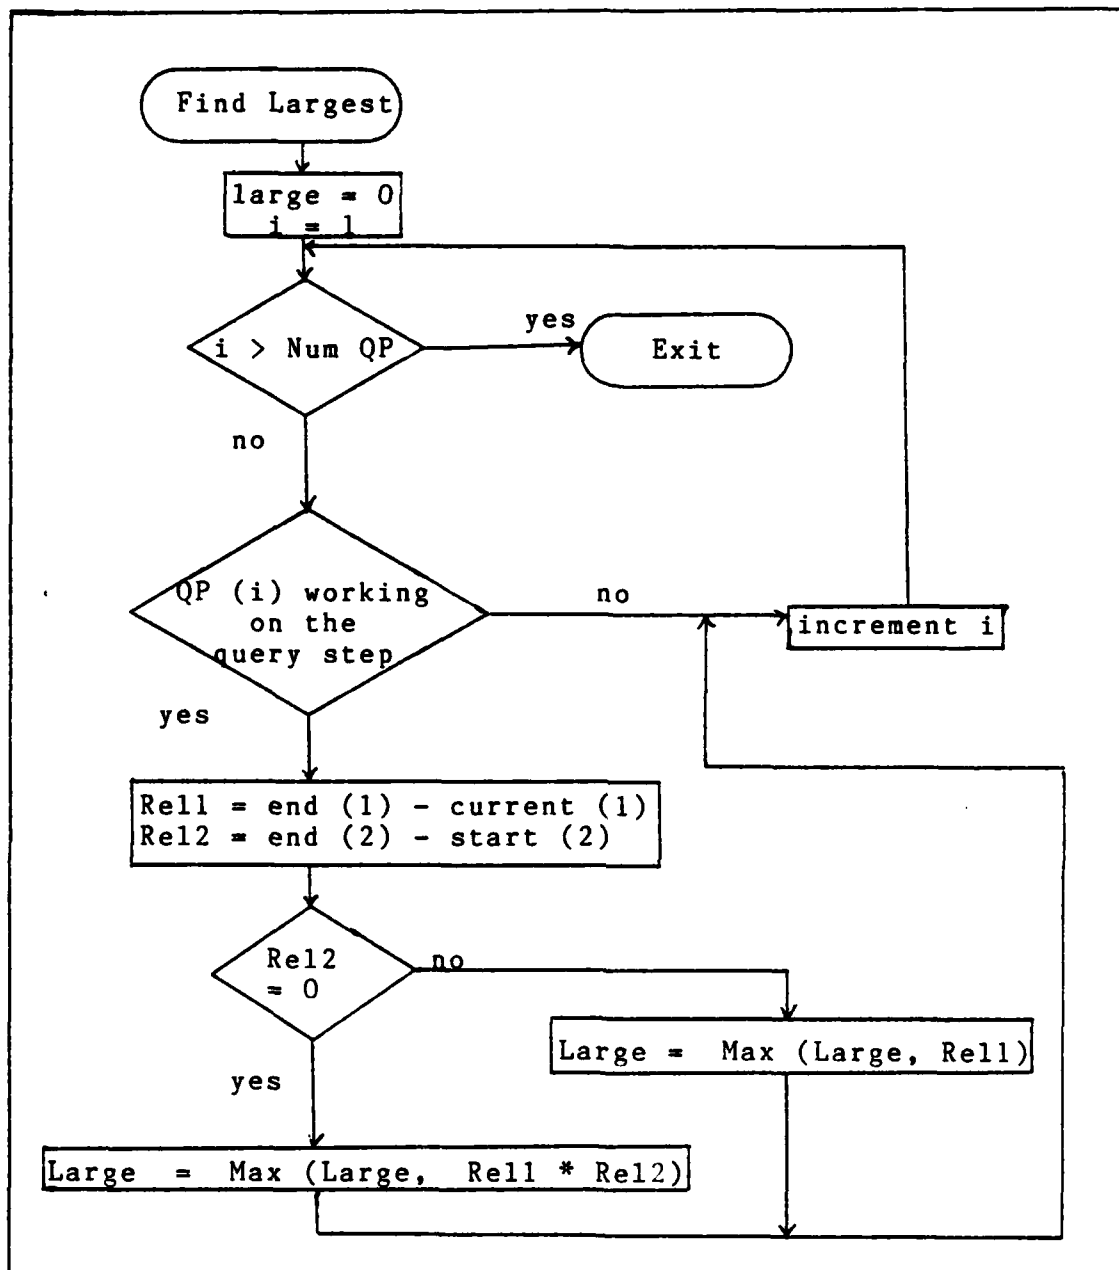 Find Largest
large = 0
i = 1
i > Num QP
yes
Exit
no
QP (i) working
on the
query step
no
increment i
yes
Rel1 = end (1) - current (1)
Rel2 = end (2) - start (2)
Rel2
= 0
no
Large = Max (Large, Rel1)
yes
Large = Max (Large, Rel1 * Rel2)